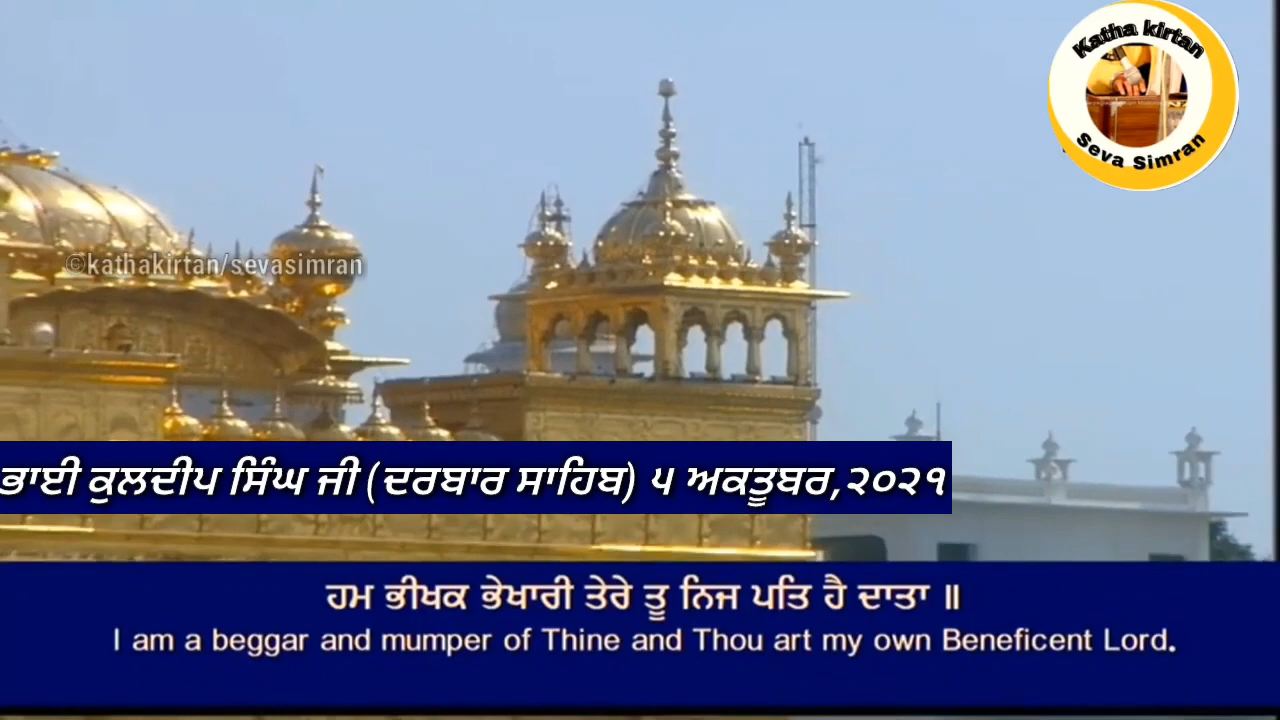 Katha kirtan
Seva Simran
©kathakirtan/sevasimran
ਭਾਈ ਕੁਲਦੀਪ ਸਿੰਘ ਜੀ (ਦਰਬਾਰ ਸਾਹਿਬ) ੫ ਅਕਤੂਬਰ,੨੦੨੧
ਹਮ ਭੀਖਕ ਭੇਖਾਰੀ ਤੇਰੇ ਤੂ ਨਿਜ ਪਤਿ ਹੈ ਦਾਤਾ ॥
I am a beggar and mumper of Thine and Thou art my own Beneficent Lord.